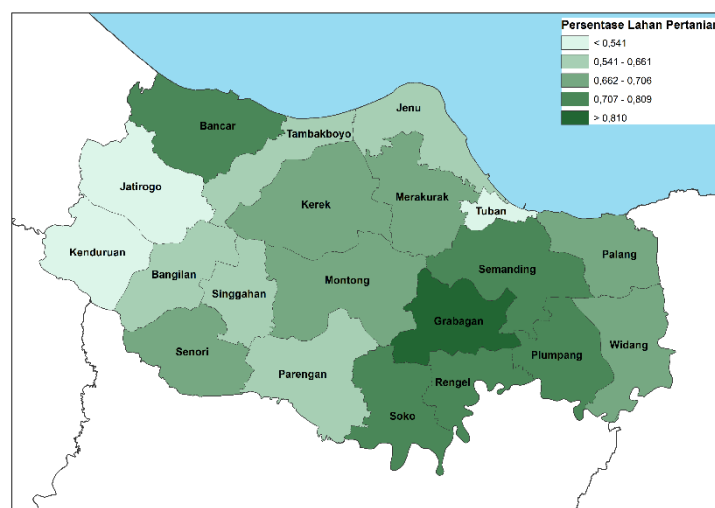 Persentase Lahan Pertanian
< 0,541
0,541 - 0,661
0,662 - 0,706
0,707 - 0,809
> 0,810
Jenu
Bancar
Tambakboyo
Jatirogo
Merakurak
Kerek
Tuban
Kenduruan
Palang
Semanding
Bangilan
Montong
Singgahan
Grabagan
Widang
Senori
Plumpang
Parengan
Rengel
Soko